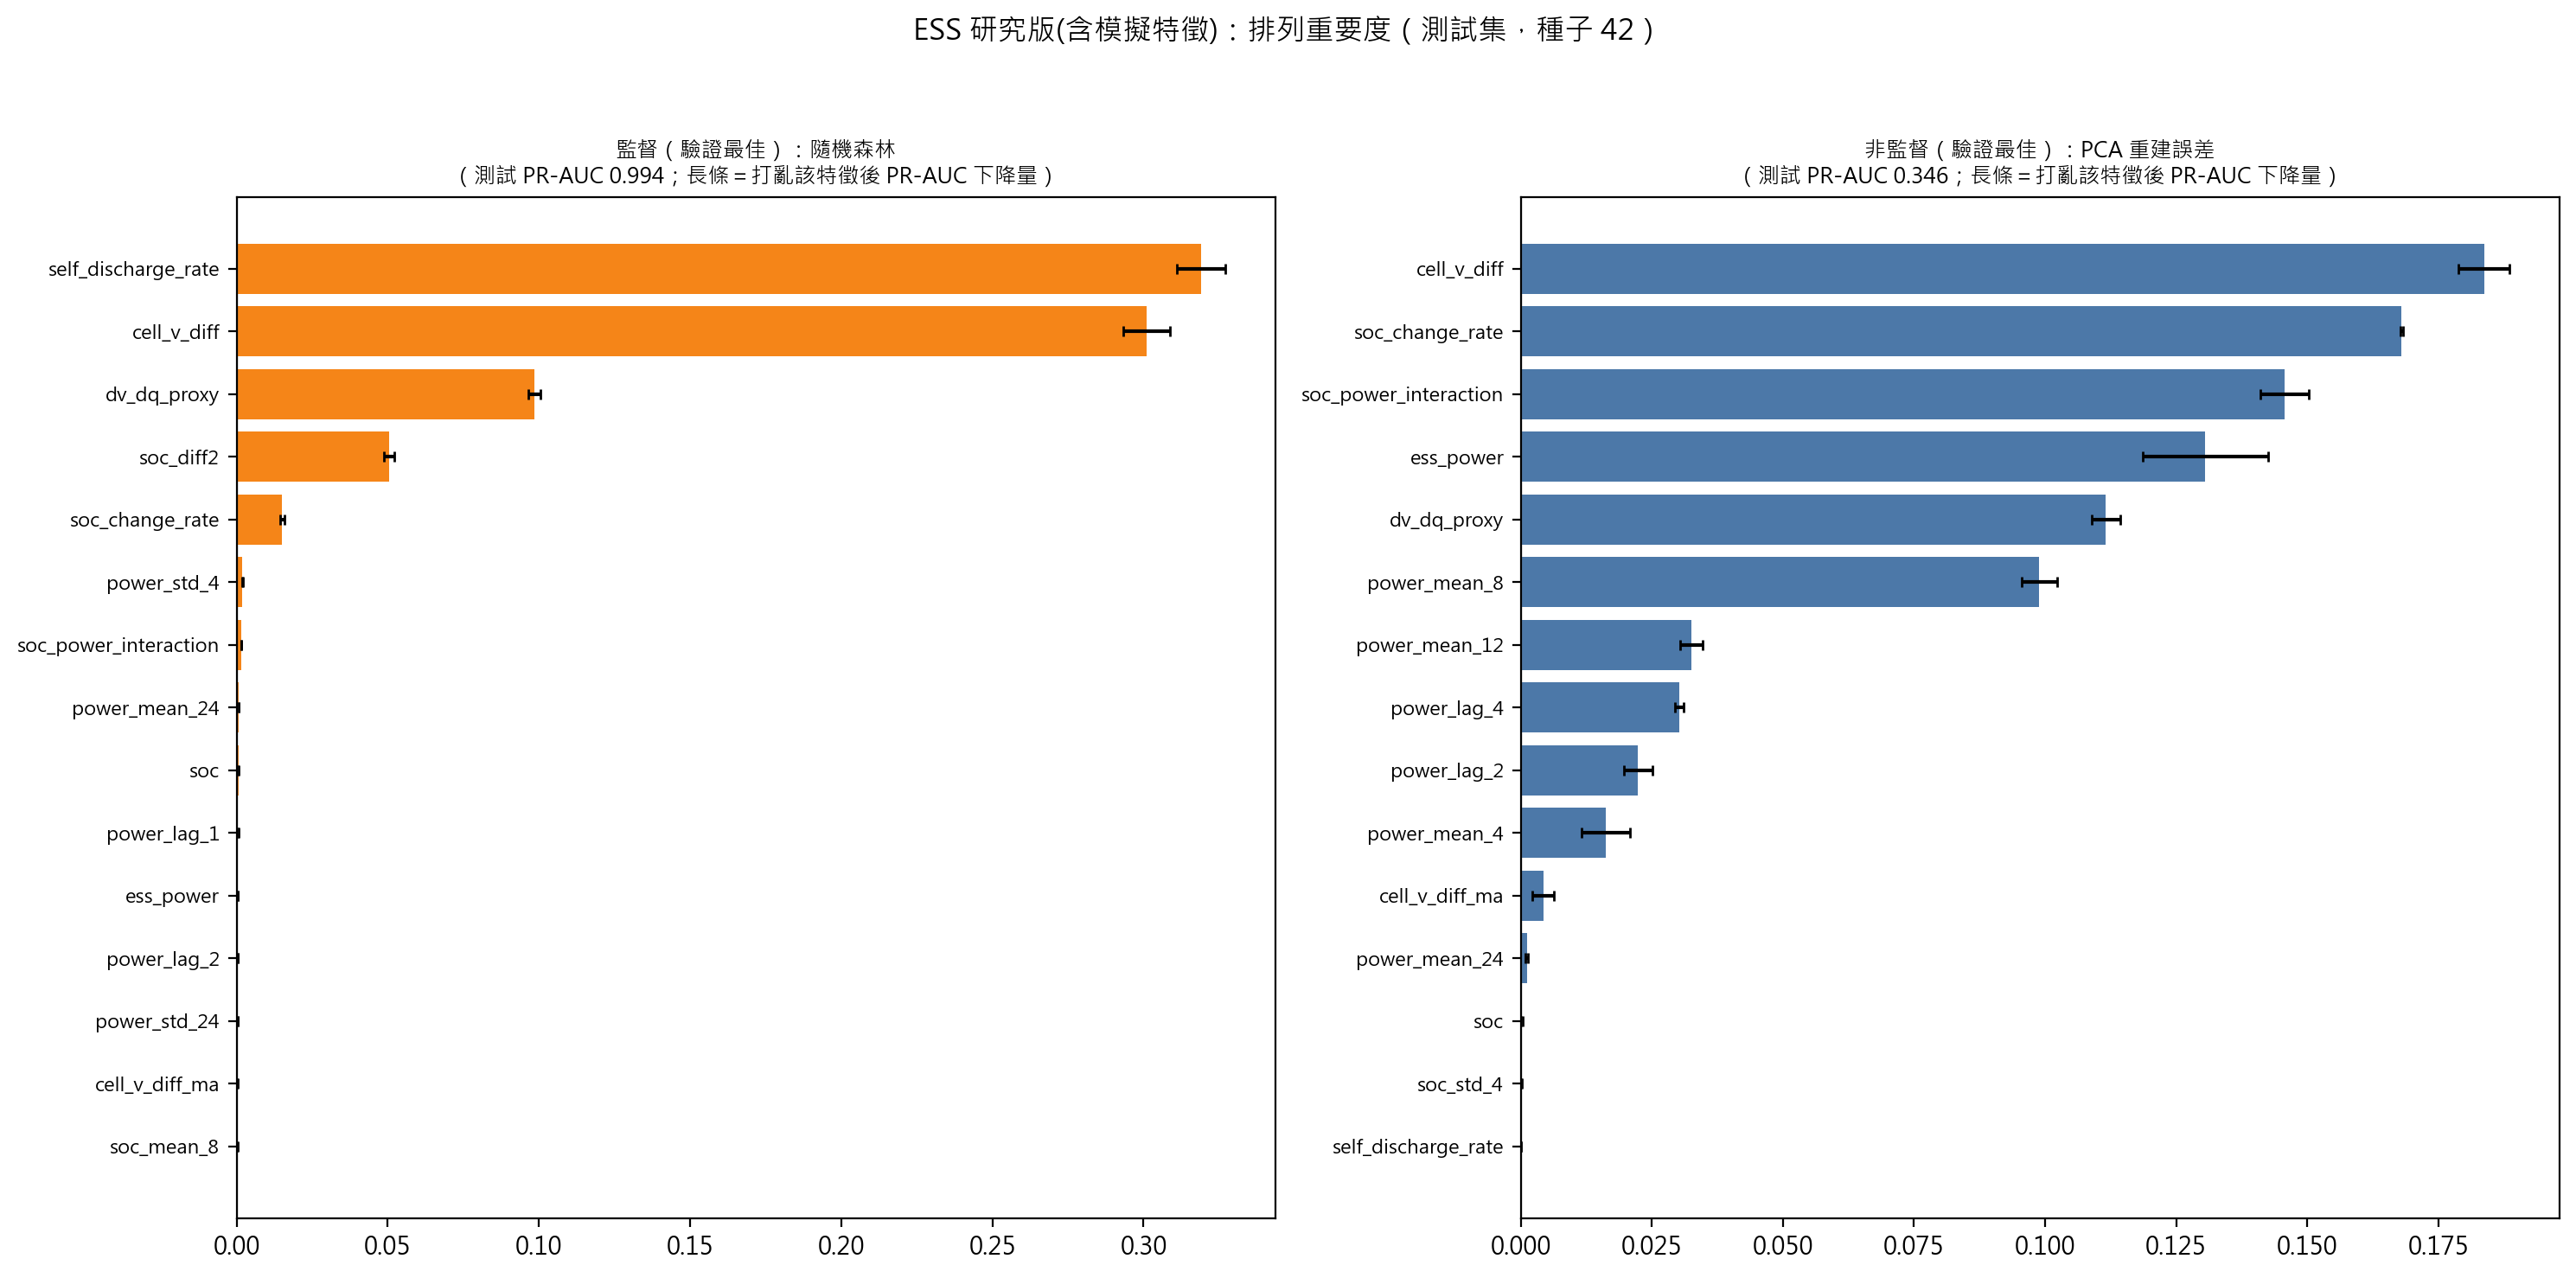 ESS 研究版(含模擬特徵)：排列重要度（測試集，種子 42）
監督（驗證最佳）：隨機森林
（測試 PR-AUC 0.994；長條＝打亂該特徵後 PR-AUC 下降量）
self_discharge_rate
cell_v_diff
dv_dq_proxy
soc_diff2
soc_change_rate
power_std_4
soc_power_interaction
power_mean_24
soc
power_lag_1
ess_power
power_lag_2
power_std_24
cell_v_diff_ma
soc_mean_8
0.00 0.05 0.10 0.15 0.20 0.25 0.30
非監督（驗證最佳）：PCA 重建誤差
（測試 PR-AUC 0.346；長條＝打亂該特徵後 PR-AUC 下降量）
cell_v_diff
soc_change_rate
soc_power_interaction
ess_power
dv_dq_proxy
power_mean_8
power_mean_12
power_lag_4
power_lag_2
power_mean_4
cell_v_diff_ma
power_mean_24
soc
soc_std_4
self_discharge_rate
0.000 0.025 0.050 0.075 0.100 0.125 0.150 0.175